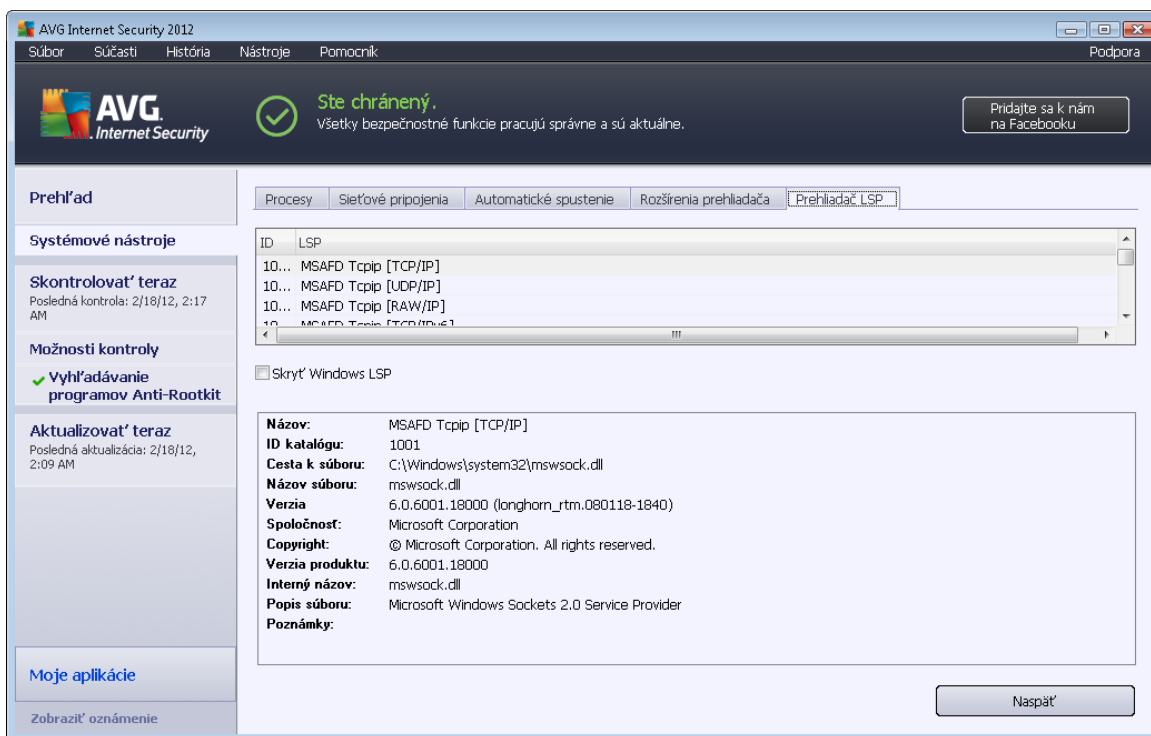 AVG Internet Security 2012
Súbor Súčasti História Nástroje Pomocník Podpora
AVG.
Internet Security
Ste chránený.
Všetky bezpečnostné funkcie pracujú správne a sú aktuálne.
Pridajte sa k nám
na Facebooku
Prehľad
Systémové nástroje
Skontrolovať teraz
Posledná kontrola: 2/18/12, 2:17
AM
Možnosti kontroly
Vyhľadávanie
programov Anti-Rootkit
Aktualizovať teraz
Posledná aktualizácia: 2/18/12,
2:09 AM
Moje aplikácie
Zobraziť oznámenie
Procesy Sieťové pripojenia Automatické spustenie Rozšírenia prehliadača Prehliadač LSP
ID LSP
10... MSAFD Tcpip [TCP/IP]
10... MSAFD Tcpip [UDP/IP]
10... MSAFD Tcpip [RAW/IP]
10... MSAFD Tcpip [TCP/IPv6]
Skryť Windows LSP
Názov: MSAFD Tcpip [TCP/IP]
ID katalógu: 1001
Cesta k súboru: C:\Windows\system32\mswsock.dll
Názov súboru: mswsock.dll
Verzia 6.0.6001.18000 (longhorn_rtm.080118-1840)
Spoločnosť: Microsoft Corporation
Copyright: © Microsoft Corporation. All rights reserved.
Verzia produktu: 6.0.6001.18000
Interný názov: mswsock.dll
Popis súboru: Microsoft Windows Sockets 2.0 Service Provider
Poznámky:
Naspäť